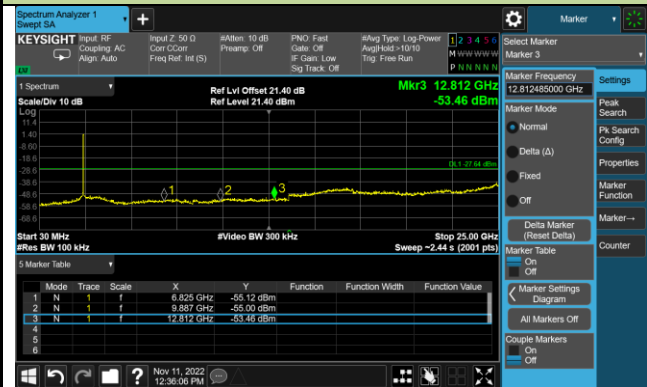 Spectrum Analyzer 1
Swept SA
KEYSIGHT Input: RF
Coupling: AC
Align: Auto
Input Z: 50 Ω
Corr CCorr
Freq Ref: Int (S)
#Atten: 10 dB
Preamp: Off
PNO: Fast
Gate: Off
IF Gain: Low
Sig Track: Off
#Avg Type: Log-Power
Avg|Hold:>10/10
Trig: Free Run
1 2 3 4 5 6
M W W W W W
P N N N N N
1 Spectrum
Scale/Div 10 dB
Log
Ref Lvl Offset 21.40 dB
Ref Level 21.40 dBm
Mkr3 12.812 GHz
-53.46 dBm
11.4
1.40
-8.60
-18.6
-28.6
-38.6
-48.6
-58.6
-68.6
DL1 -27.64 dBm
1
2
3
Start 30 MHz
#Res BW 100 kHz
#Video BW 300 kHz
Stop 25.00 GHz
Sweep ~2.44 s (2001 pts)
5 Marker Table
Mode Trace Scale X Y Function Function Width Function Value
1 N 1 f 6.825 GHz -55.12 dBm
2 N 1 f 9.887 GHz -55.00 dBm
3 N 1 f 12.812 GHz -53.46 dBm
4
5
6
Nov 11, 2022
12:36:06 PM
Marker
Select Marker
Marker 3
Marker Frequency
12.812485000 GHz
Marker Mode
Normal
Delta (Δ)
Fixed
Off
Delta Marker
(Reset Delta)
Marker Table
On
Off
Marker Settings
Diagram
All Markers Off
Couple Markers
On
Off
Settings
Peak
Search
Pk Search
Config
Properties
Marker
Function
Marker→
Counter